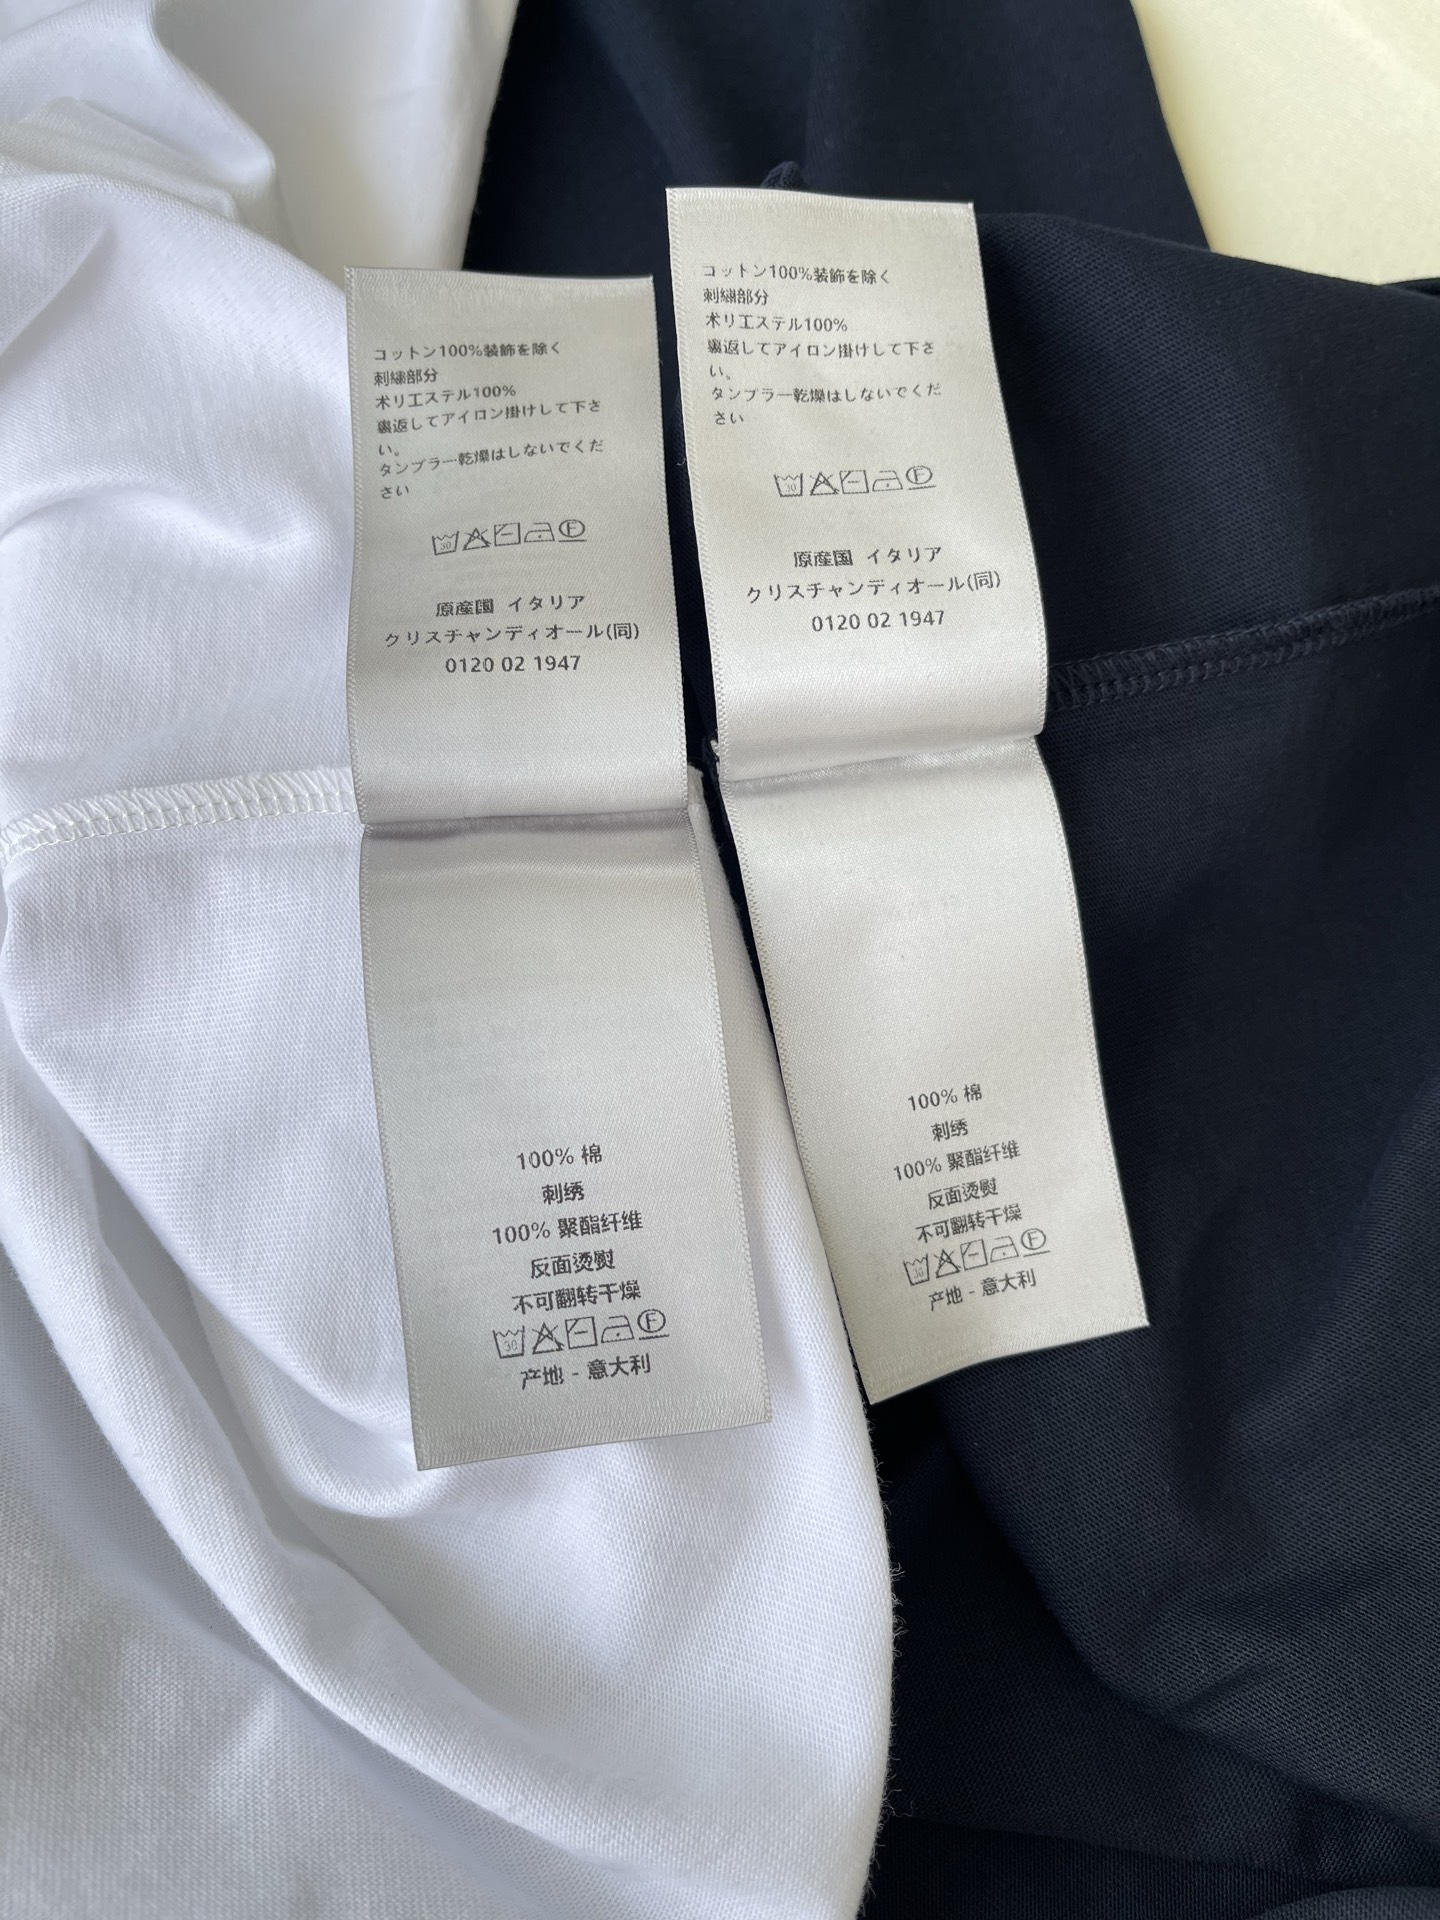 コットン100%装飾を除く
刺繍部分
ポリエステル100%
裏返してアイロン掛けして下さ
い。
タンブラー乾燥はしないでくだ
さい
30
F
原産国 イタリア
クリスチャンディオール(同)
0120 02 1947
100% 棉
刺绣
100% 聚酯纤维
反面烫熨
不可翻转干燥
30
F
产地 - 意大利
コットン100%装飾を除く
刺繍部分
ポリエステル100%
裏返してアイロン掛けして下さ
い。
タンブラー乾燥はしないでくだ
さい
30
F
原産国 イタリア
クリスチャンディオール(同)
0120 02 1947
100% 棉
刺绣
100% 聚酯纤维
反面烫熨
不可翻转干燥
30
F
产地 - 意大利